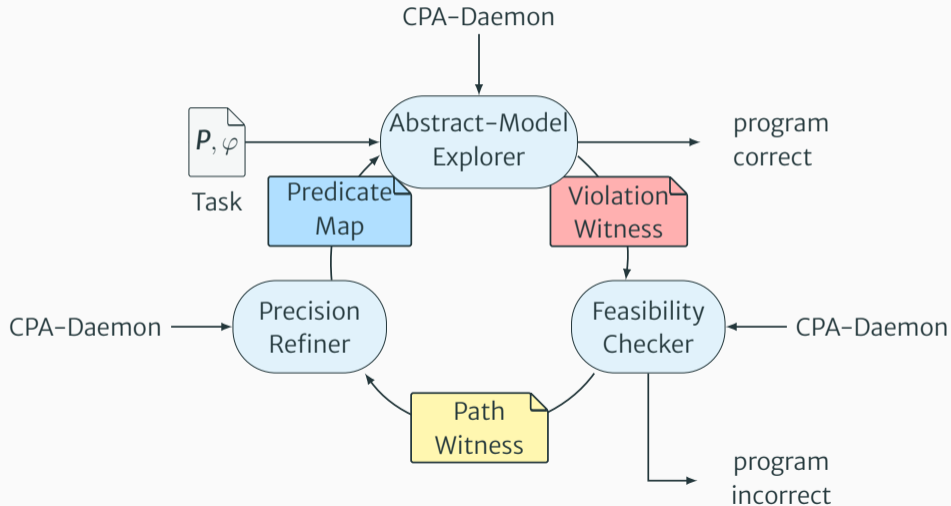 CPA-Daemon
P, φ
Task
Abstract-Model
Explorer
program
correct
Predicate
Map
Violation
Witness
CPA-Daemon
Precision
Refiner
Feasibility
Checker
CPA-Daemon
Path
Witness
program
incorrect